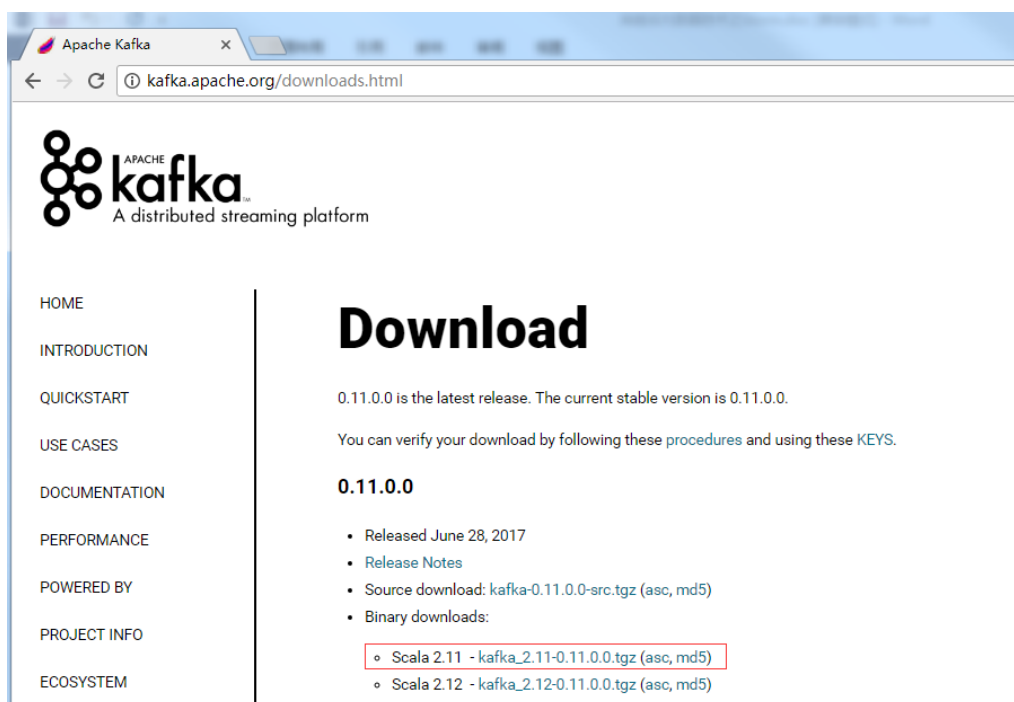 Apache Kafka
kafka.apache.org/downloads.html
APACHE
kafka
TM
A distributed streaming platform
HOME
INTRODUCTION
QUICKSTART
USE CASES
DOCUMENTATION
PERFORMANCE
POWERED BY
PROJECT INFO
ECOSYSTEM
Download
0.11.0.0 is the latest release. The current stable version is 0.11.0.0.
You can verify your download by following these procedures and using these KEYS.
0.11.0.0
• Released June 28, 2017
• Release Notes
• Source download: kafka-0.11.0.0-src.tgz (asc, md5)
• Binary downloads:
◦ Scala 2.11 - kafka_2.11-0.11.0.0.tgz (asc, md5)
◦ Scala 2.12 - kafka_2.12-0.11.0.0.tgz (asc, md5)